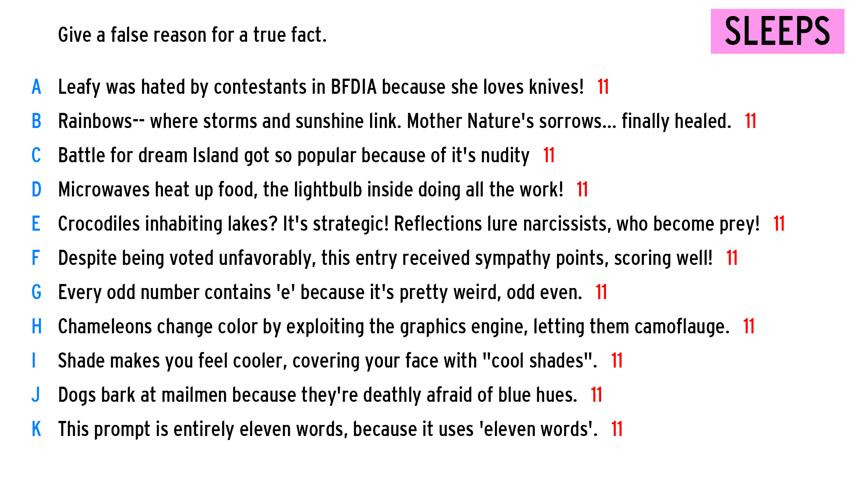 Give a false reason for a true fact.
SLEEPS
A Leafy was hated by contestants in BFDIA because she loves knives! 11
B Rainbows-- where storms and sunshine link. Mother Nature's sorrows... finally healed. 11
C Battle for dream Island got so popular because of it's nudity 11
D Microwaves heat up food, the lightbulb inside doing all the work! 11
E Crocodiles inhabiting lakes? It's strategic! Reflections lure narcissists, who become prey! 11
F Despite being voted unfavorably, this entry received sympathy points, scoring well! 11
G Every odd number contains 'e' because it's pretty weird, odd even. 11
H Chameleons change color by exploiting the graphics engine, letting them camoflauge. 11
I Shade makes you feel cooler, covering your face with "cool shades". 11
J Dogs bark at mailmen because they're deathly afraid of blue hues. 11
K This prompt is entirely eleven words, because it uses 'eleven words'. 11